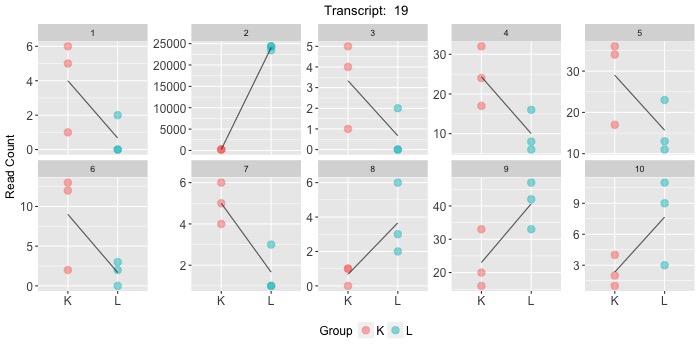 Transcript: 19
1 2 3 4 5
6 4 2 0
25000 20000 15000 10000 5000 0
5 4 3 2 1 0
30 20 10
30 20 10
Read Count
6 7 8 9 10
10 5 0
6 4 2
6 4 2 0
40 30 20
9 6 3
K L K L K L K L K L
Group K L